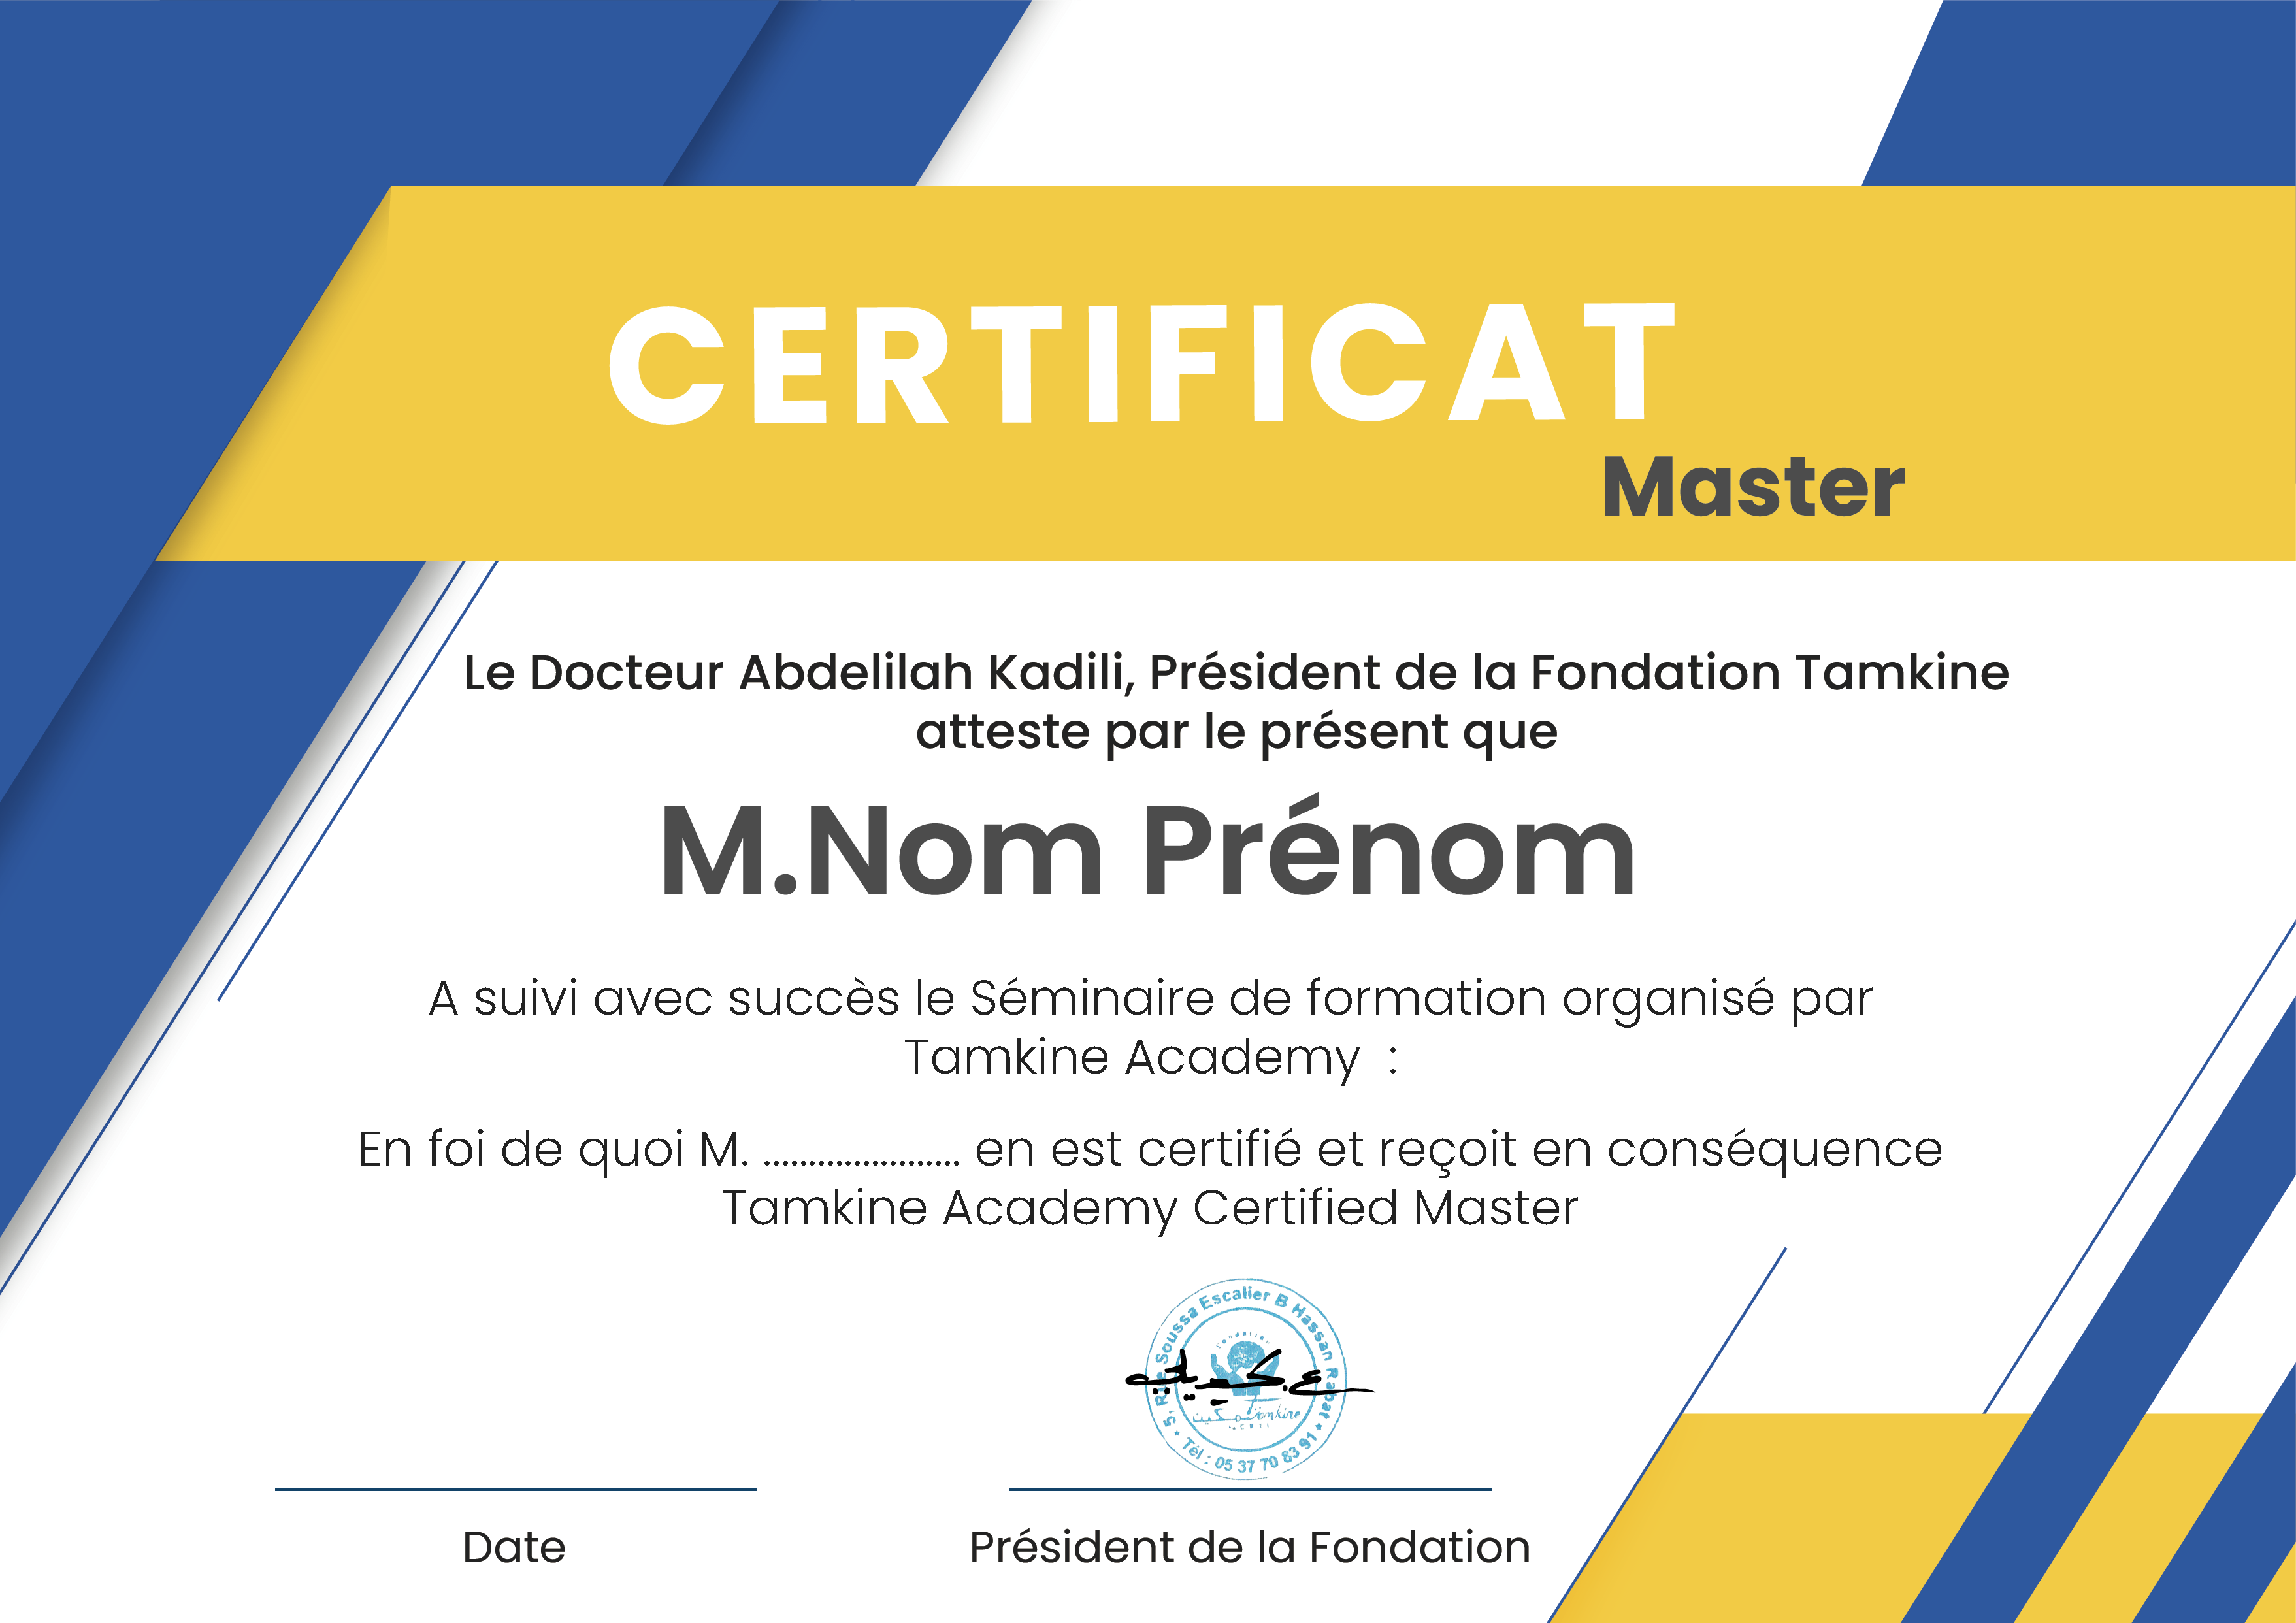 CERTIFICAT
Master
Le Docteur Abdelilah Kadili, Président de la Fondation Tamkine
atteste par le présent que
M.Nom Prénom
A suivi avec succès le Séminaire de formation organisé par
Tamkine Academy :
En foi de quoi M. ...................... en est certifié et reçoit en conséquence
Tamkine Academy Certified Master
5, Rue Soussa Escalier B Hassan Rabat * Tél : 05 37 70 83 91 *
Fondation
Tamkine
Date
Président de la Fondation